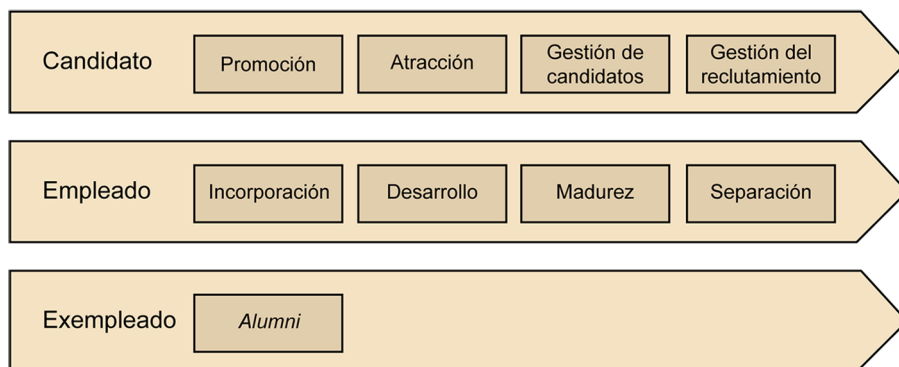 Candidato
Promoción
Atracción
Gestión de
candidatos
Gestión del
reclutamiento
Empleado
Incorporación
Desarrollo
Madurez
Separación
Exempleado
Alumni